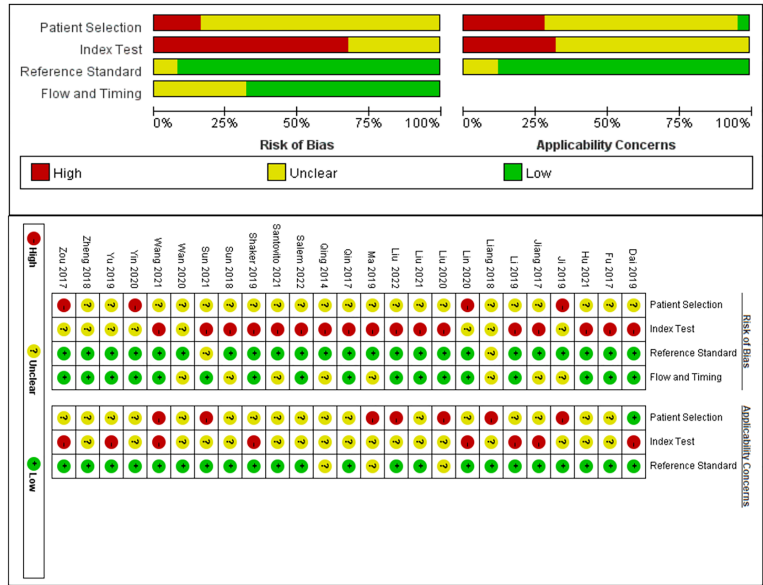 Patient Selection
Index Test
Reference Standard
Flow and Timing
0% 25% 50% 75% 100% 0% 25% 50% 75% 100%
Risk of Bias Applicability Concerns
High Unclear Low
Zou 2017
Zheng 2018
Yu 2019
Yin 2020
Wang 2021
Wan 2020
Sun 2021
Sun 2018
Shaker 2019
Santovito 2021
Salem 2022
Qing 2014
Qin 2017
Ma 2019
Liu 2022
Liu 2021
Liu 2020
Lin 2020
Liang 2018
Li 2019
Jiang 2017
Ji 2019
Hu 2021
Fu 2017
Dai 2019
- ? ? - ? ? ? ? ? ? ? ? ? ? ? ? ? - ? ? ? - ? ? ? Patient Selection
? ? ? ? - ? - - - - - - - - - - - ? ? - - ? - - - Index Test
+ + + + + + ? + + + + + + + + + + + ? + + + + + + Reference Standard
+ + + + + ? + ? + ? + ? + ? + + + + ? + ? ? + + + Flow and Timing
Risk of Bias
? ? ? ? - ? - ? ? ? ? ? ? - - ? - ? - ? ? - ? ? + Patient Selection
- ? - ? - ? ? ? - ? ? ? ? ? ? ? ? - ? - - ? ? ? - Index Test
+ + + + + + + + + + + ? + ? + + ? + + + + + + + + Reference Standard
Applicability Concerns
- High
? Unclear
+ Low